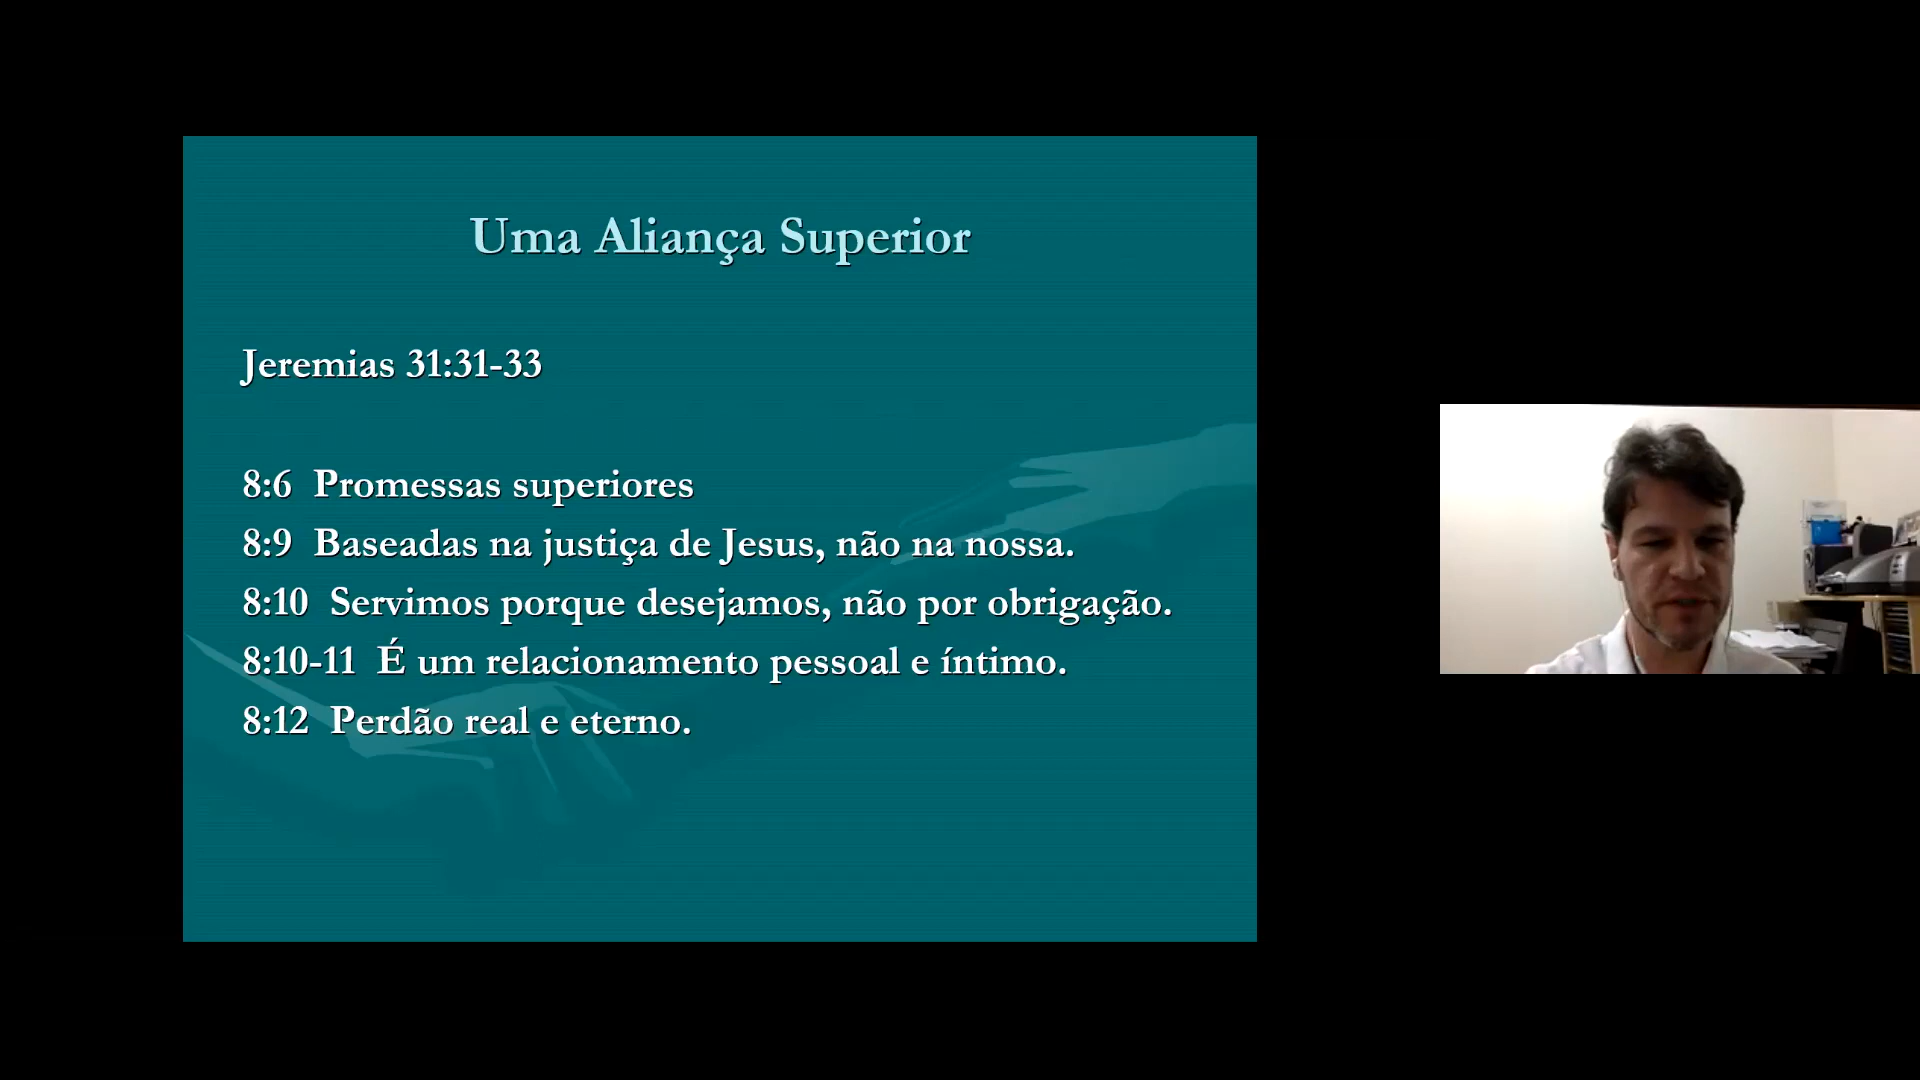 Uma Aliança Superior
Jeremias 31:31-33
8:6 Promessas superiores
8:9 Baseadas na justiça de Jesus, não na nossa.
8:10 Servimos porque desejamos, não por obrigação.
8:10-11 É um relacionamento pessoal e íntimo.
8:12 Perdão real e eterno.